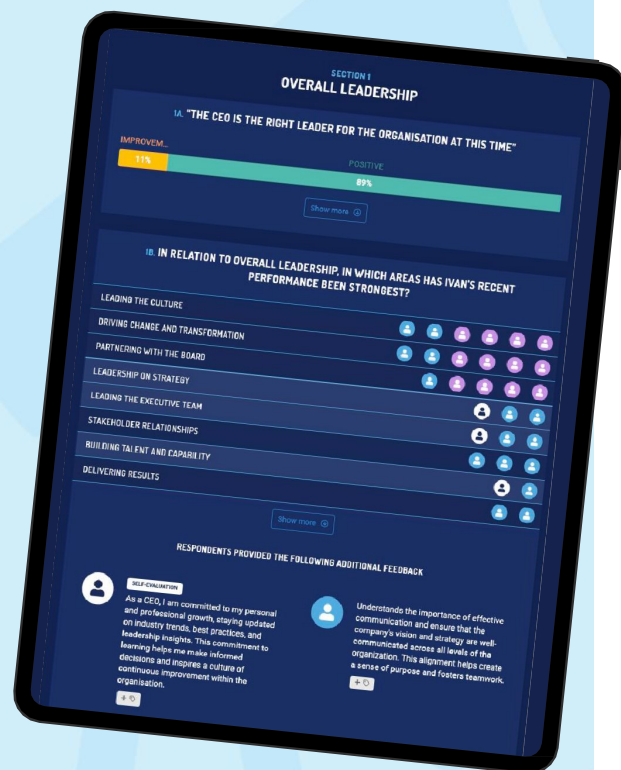 SECTION 1
OVERALL LEADERSHIP
1A. "THE CEO IS THE RIGHT LEADER FOR THE ORGANISATION AT THIS TIME"
IMPROVEM...
POSITIVE
11%
89%
Show more
1B. IN RELATION TO OVERALL LEADERSHIP, IN WHICH AREAS HAS IVAN'S RECENT
PERFORMANCE BEEN STRONGEST?
LEADING THE CULTURE
DRIVING CHANGE AND TRANSFORMATION
PARTNERING WITH THE BOARD
LEADERSHIP ON STRATEGY
LEADING THE EXECUTIVE TEAM
STAKEHOLDER RELATIONSHIPS
BUILDING TALENT AND CAPABILITY
DELIVERING RESULTS
Show more
RESPONDENTS PROVIDED THE FOLLOWING ADDITIONAL FEEDBACK
SELF-EVALUATION
As a CEO, I am committed to my personal
and professional growth, staying updated
on industry trends, best practices, and
leadership insights. This commitment to
learning helps me make informed
decisions and inspires a culture of
continuous improvement within the
organisation.
Understands the importance of effective
communication and ensure that the
company's vision and strategy are well-
communicated across all levels of the
organization. This alignment helps create
a sense of purpose and fosters teamwork.